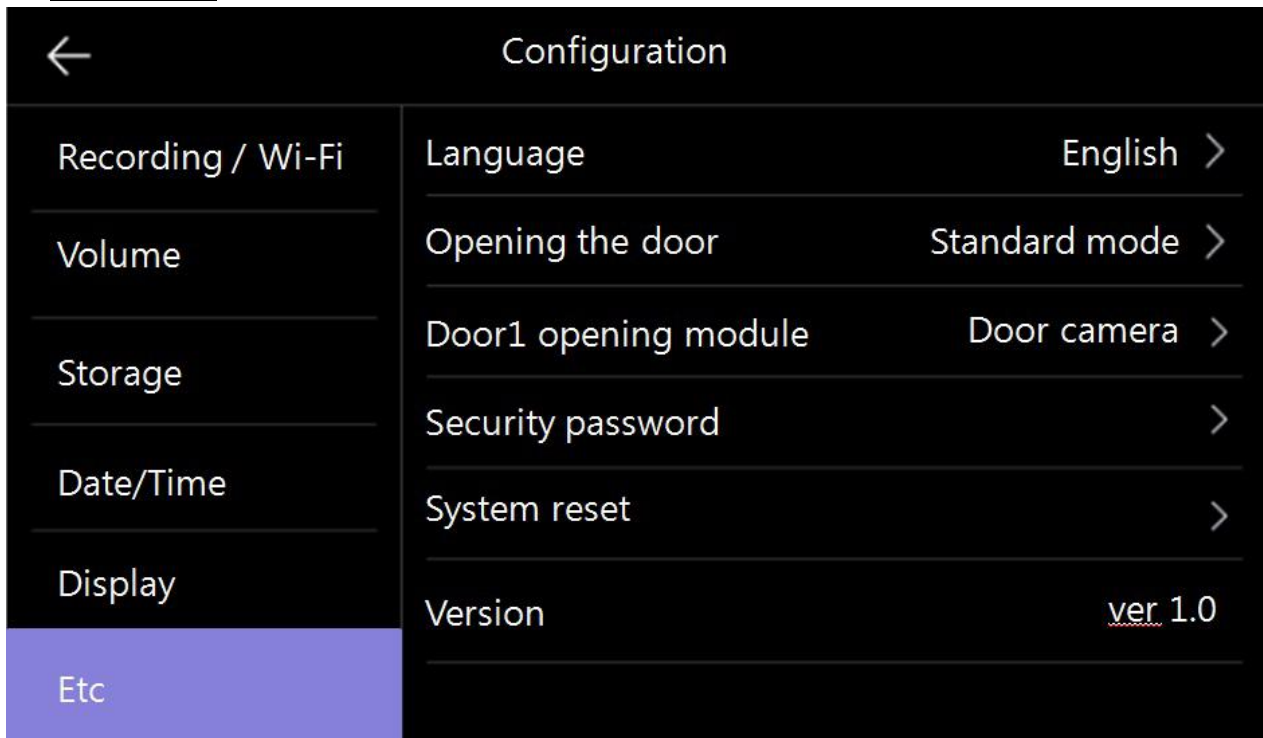 Configuration
Recording / Wi-Fi
Volume
Storage
Date/Time
Display
Etc
Language English
Opening the door Standard mode
Door1 opening module Door camera
Security password
System reset
Version ver 1.0